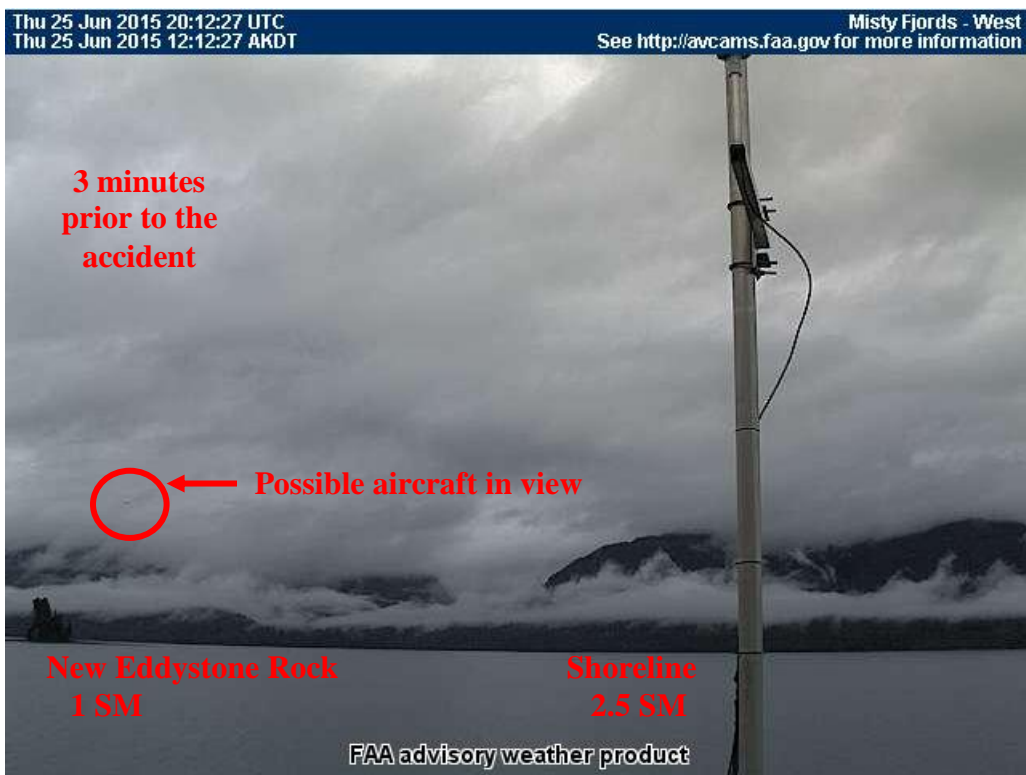 Thu 25 Jun 2015 20:12:27 UTC
Thu 25 Jun 2015 12:12:27 AKDT
Misty Fjords - West
See http://avcams.faa.gov for more information
3 minutes
prior to the
accident
Possible aircraft in view
New Eddystone Rock
1 SM
Shoreline
2.5 SM
FAA advisory weather product